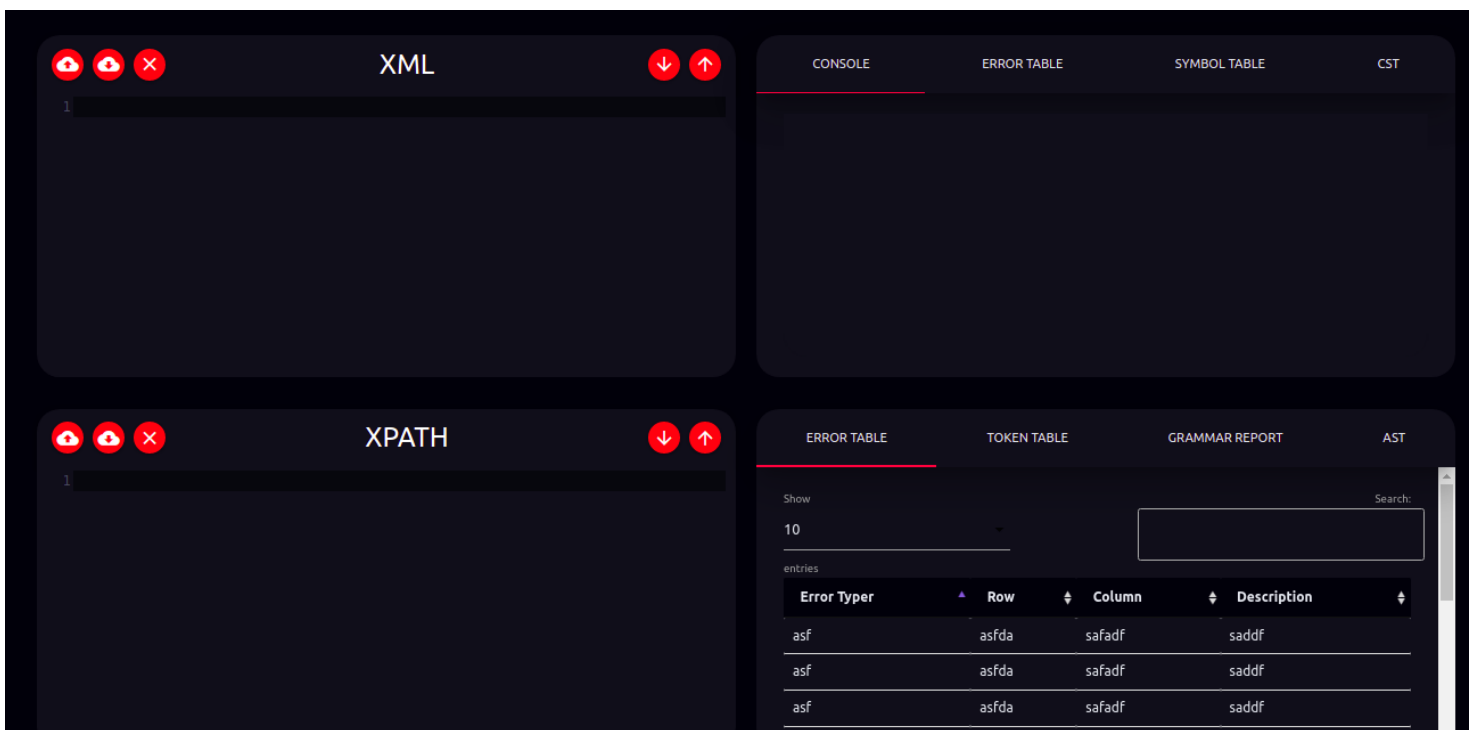 XML
1
CONSOLE ERROR TABLE SYMBOL TABLE CST
XPATH
1
ERROR TABLE TOKEN TABLE GRAMMAR REPORT AST
Show Search:
10
entries
Error Typer Row Column Description
asf asfda safadf saddf
asf asfda safadf saddf
asf asfda safadf saddf